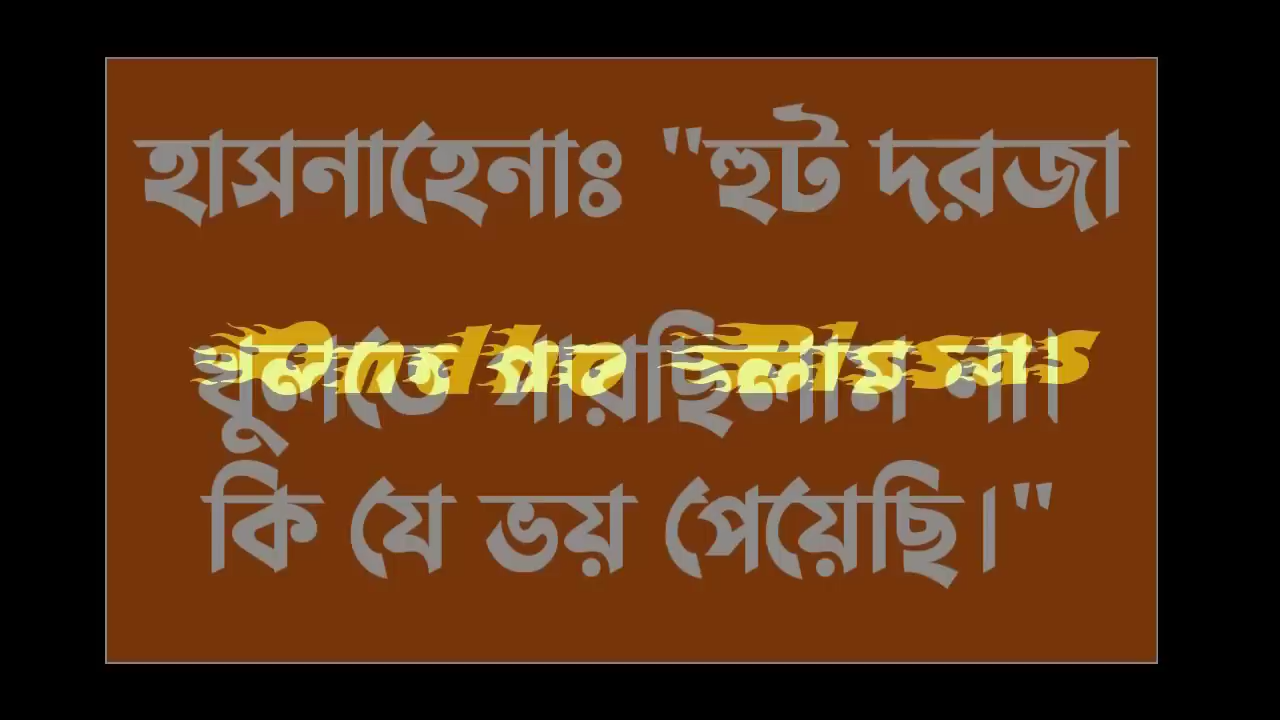 হাসনাহেনাঃ "হুট দরজা
খুলতে পারছিলাম না।
কি যে ভয় পেয়েছি।"